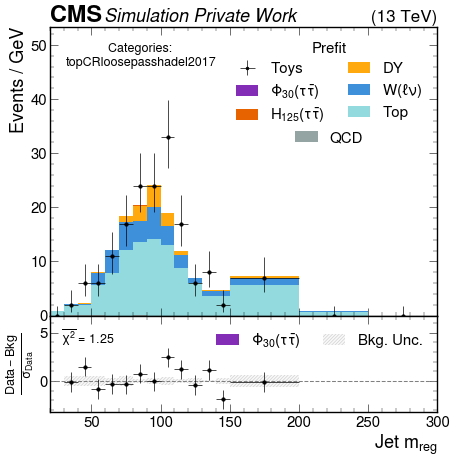 CMS Simulation Private Work (13 TeV)
Events / GeV
Categories:
topCRloosepasshadel2017
Prefit
Toys
DY
Φ30(ττ̄)
W(ℓν)
H125(ττ̄)
Top
QCD
50
40
30
20
10
0
Data − Bkg
σData
χ̅² = 1.25
Φ30(ττ̄)
Bkg. Unc.
5
0
50 100 150 200 250 300
Jet mreg